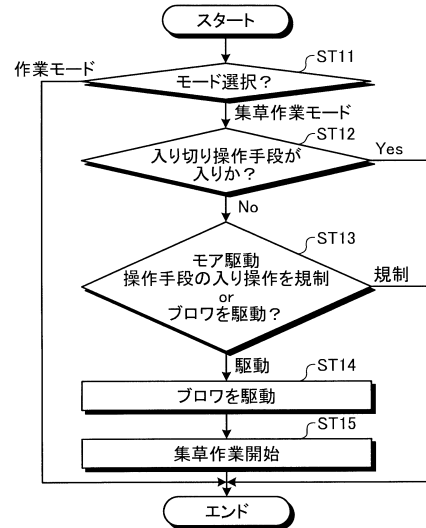 スタート
作業モード
ST11
モード選択？
集草作業モード
ST12
入り切り操作手段が
入りか？
Yes
No
ST13
モア駆動
操作手段の入り操作を規制
or
ブロワを駆動？
規制
駆動
ST14
ブロワを駆動
ST15
集草作業開始
エンド